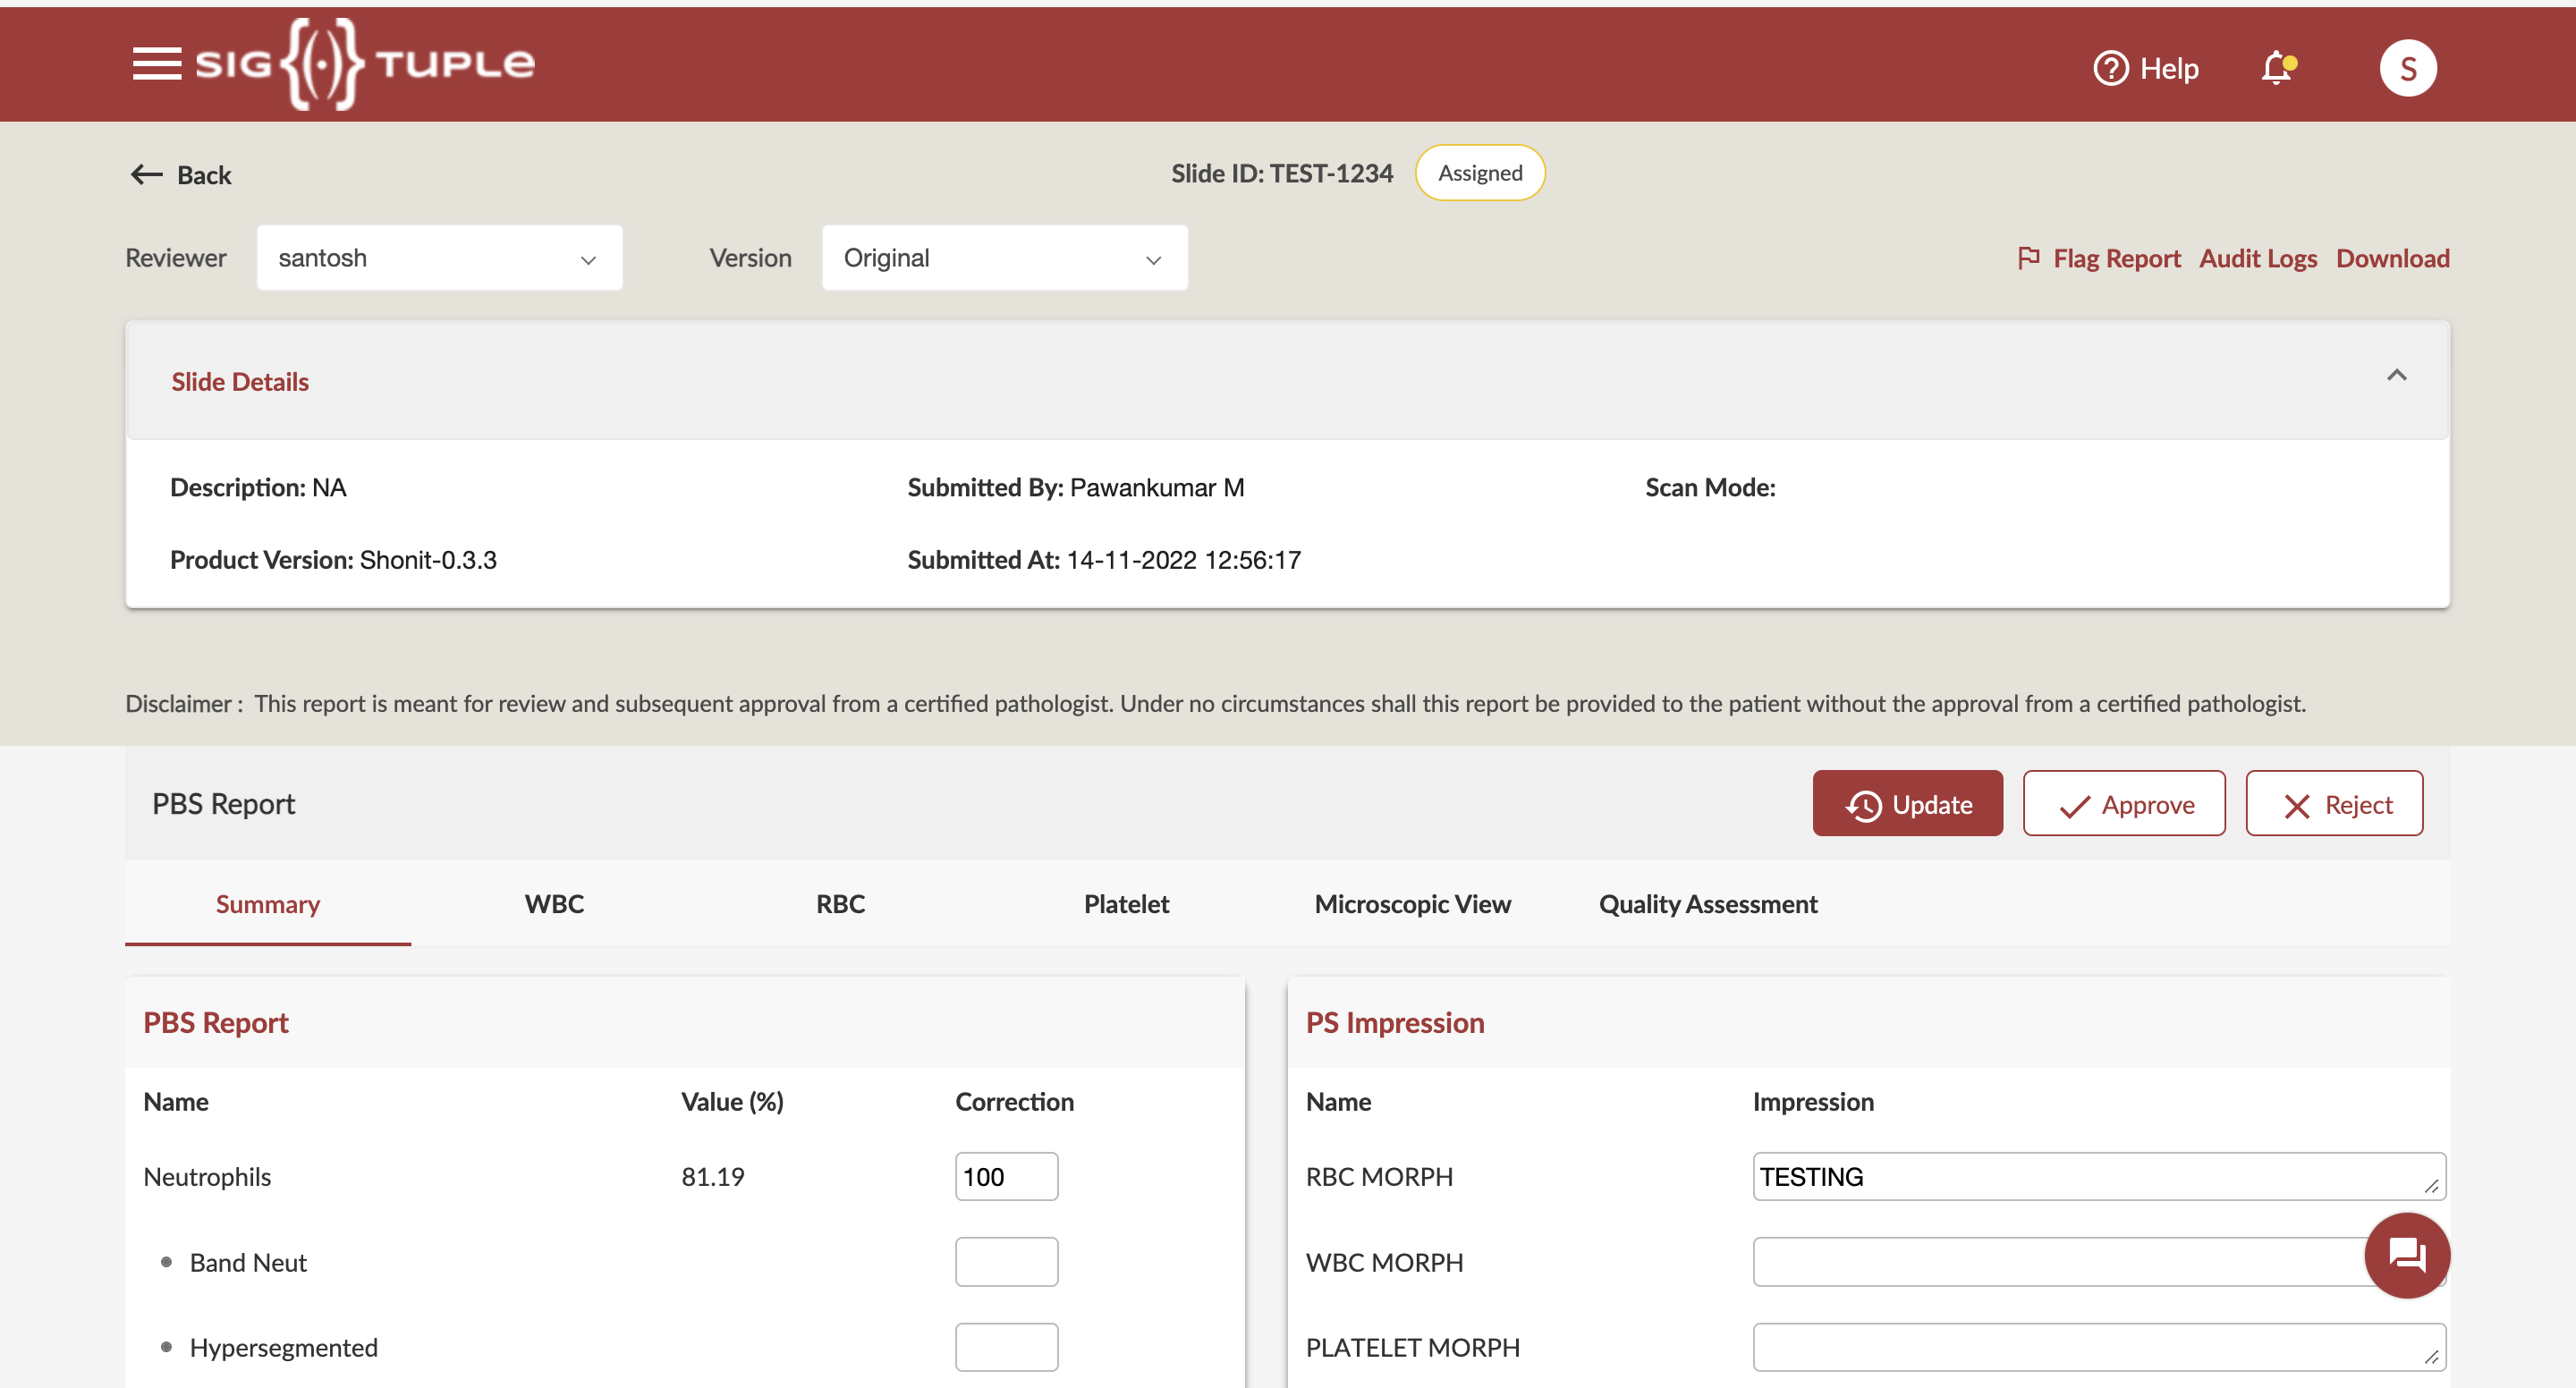 SIG{(·)}TUPLE
Help
S
Back
Slide ID: TEST-1234 Assigned
Reviewer santosh Version Original Flag Report Audit Logs Download
Slide Details
Description: NA Submitted By: Pawankumar M Scan Mode:
Product Version: Shonit-0.3.3 Submitted At: 14-11-2022 12:56:17
Disclaimer : This report is meant for review and subsequent approval from a certified pathologist. Under no circumstances shall this report be provided to the patient without the approval from a certified pathologist.
PBS Report Update Approve Reject
Summary WBC RBC Platelet Microscopic View Quality Assessment
PBS Report
Name Value (%) Correction
Neutrophils 81.19 100
Band Neut
Hypersegmented
PS Impression
Name Impression
RBC MORPH TESTING
WBC MORPH
PLATELET MORPH